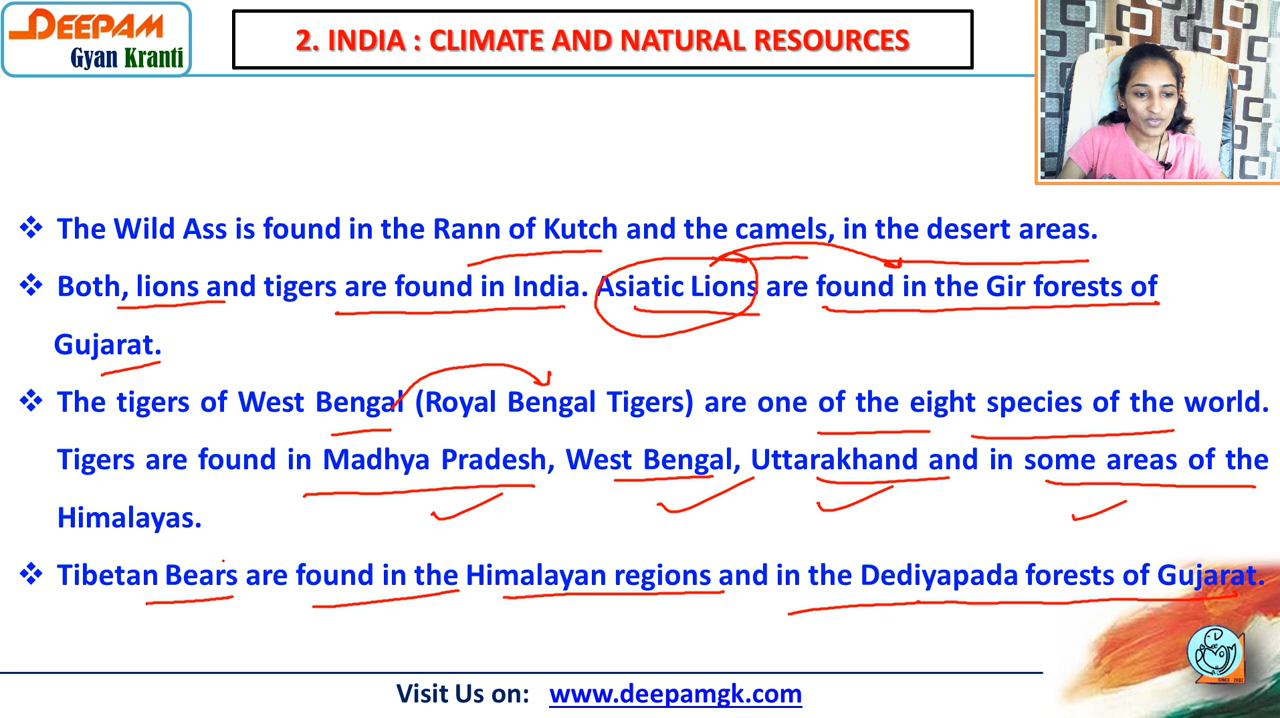 DEEPAM
Gyan Kranti
2. INDIA : CLIMATE AND NATURAL RESOURCES
❖ The Wild Ass is found in the Rann of Kutch and the camels, in the desert areas.
❖ Both, lions and tigers are found in India. Asiatic Lions are found in the Gir forests of
Gujarat.
❖ The tigers of West Bengal (Royal Bengal Tigers) are one of the eight species of the world.
Tigers are found in Madhya Pradesh, West Bengal, Uttarakhand and in some areas of the
Himalayas.
❖ Tibetan Bears are found in the Himalayan regions and in the Dediyapada forests of Gujarat.
Visit Us on: www.deepamgk.com